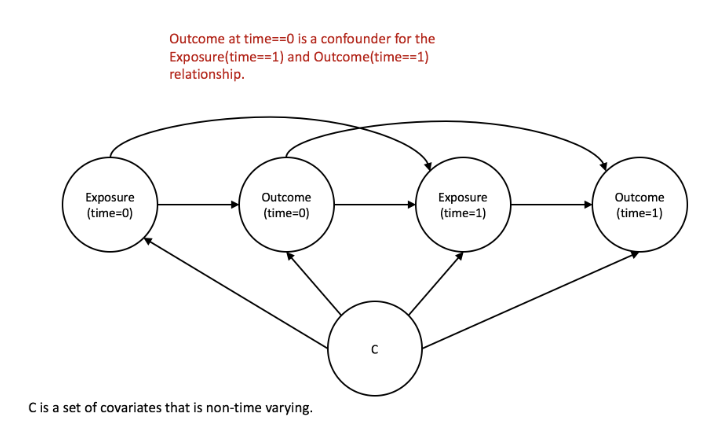 Outcome at time==0 is a confounder for the
Exposure(time==1) and Outcome(time==1)
relationship.
Exposure
(time=0)
Outcome
(time=0)
Exposure
(time=1)
Outcome
(time=1)
C
C is a set of covariates that is non-time varying.